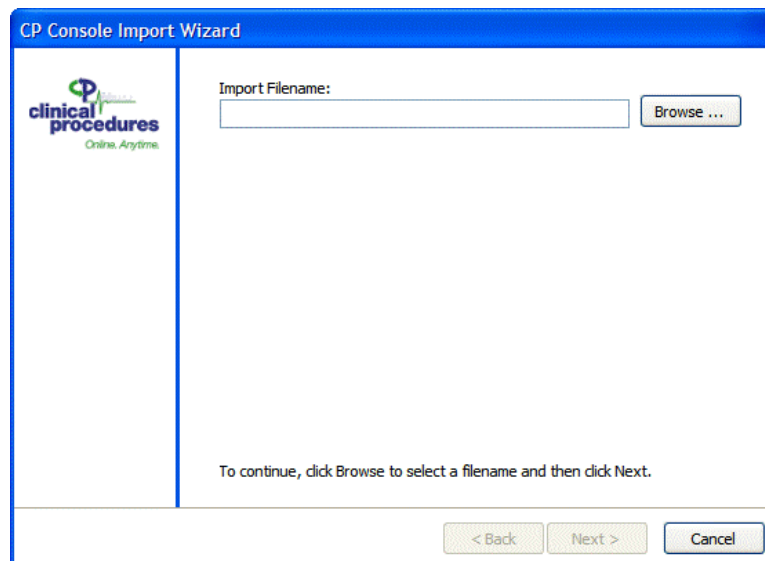 CP Console Import Wizard
CP
clinical
procedures
Online. Anytime.
Import Filename:
Browse ...
To continue, click Browse to select a filename and then click Next.
< Back
Next >
Cancel